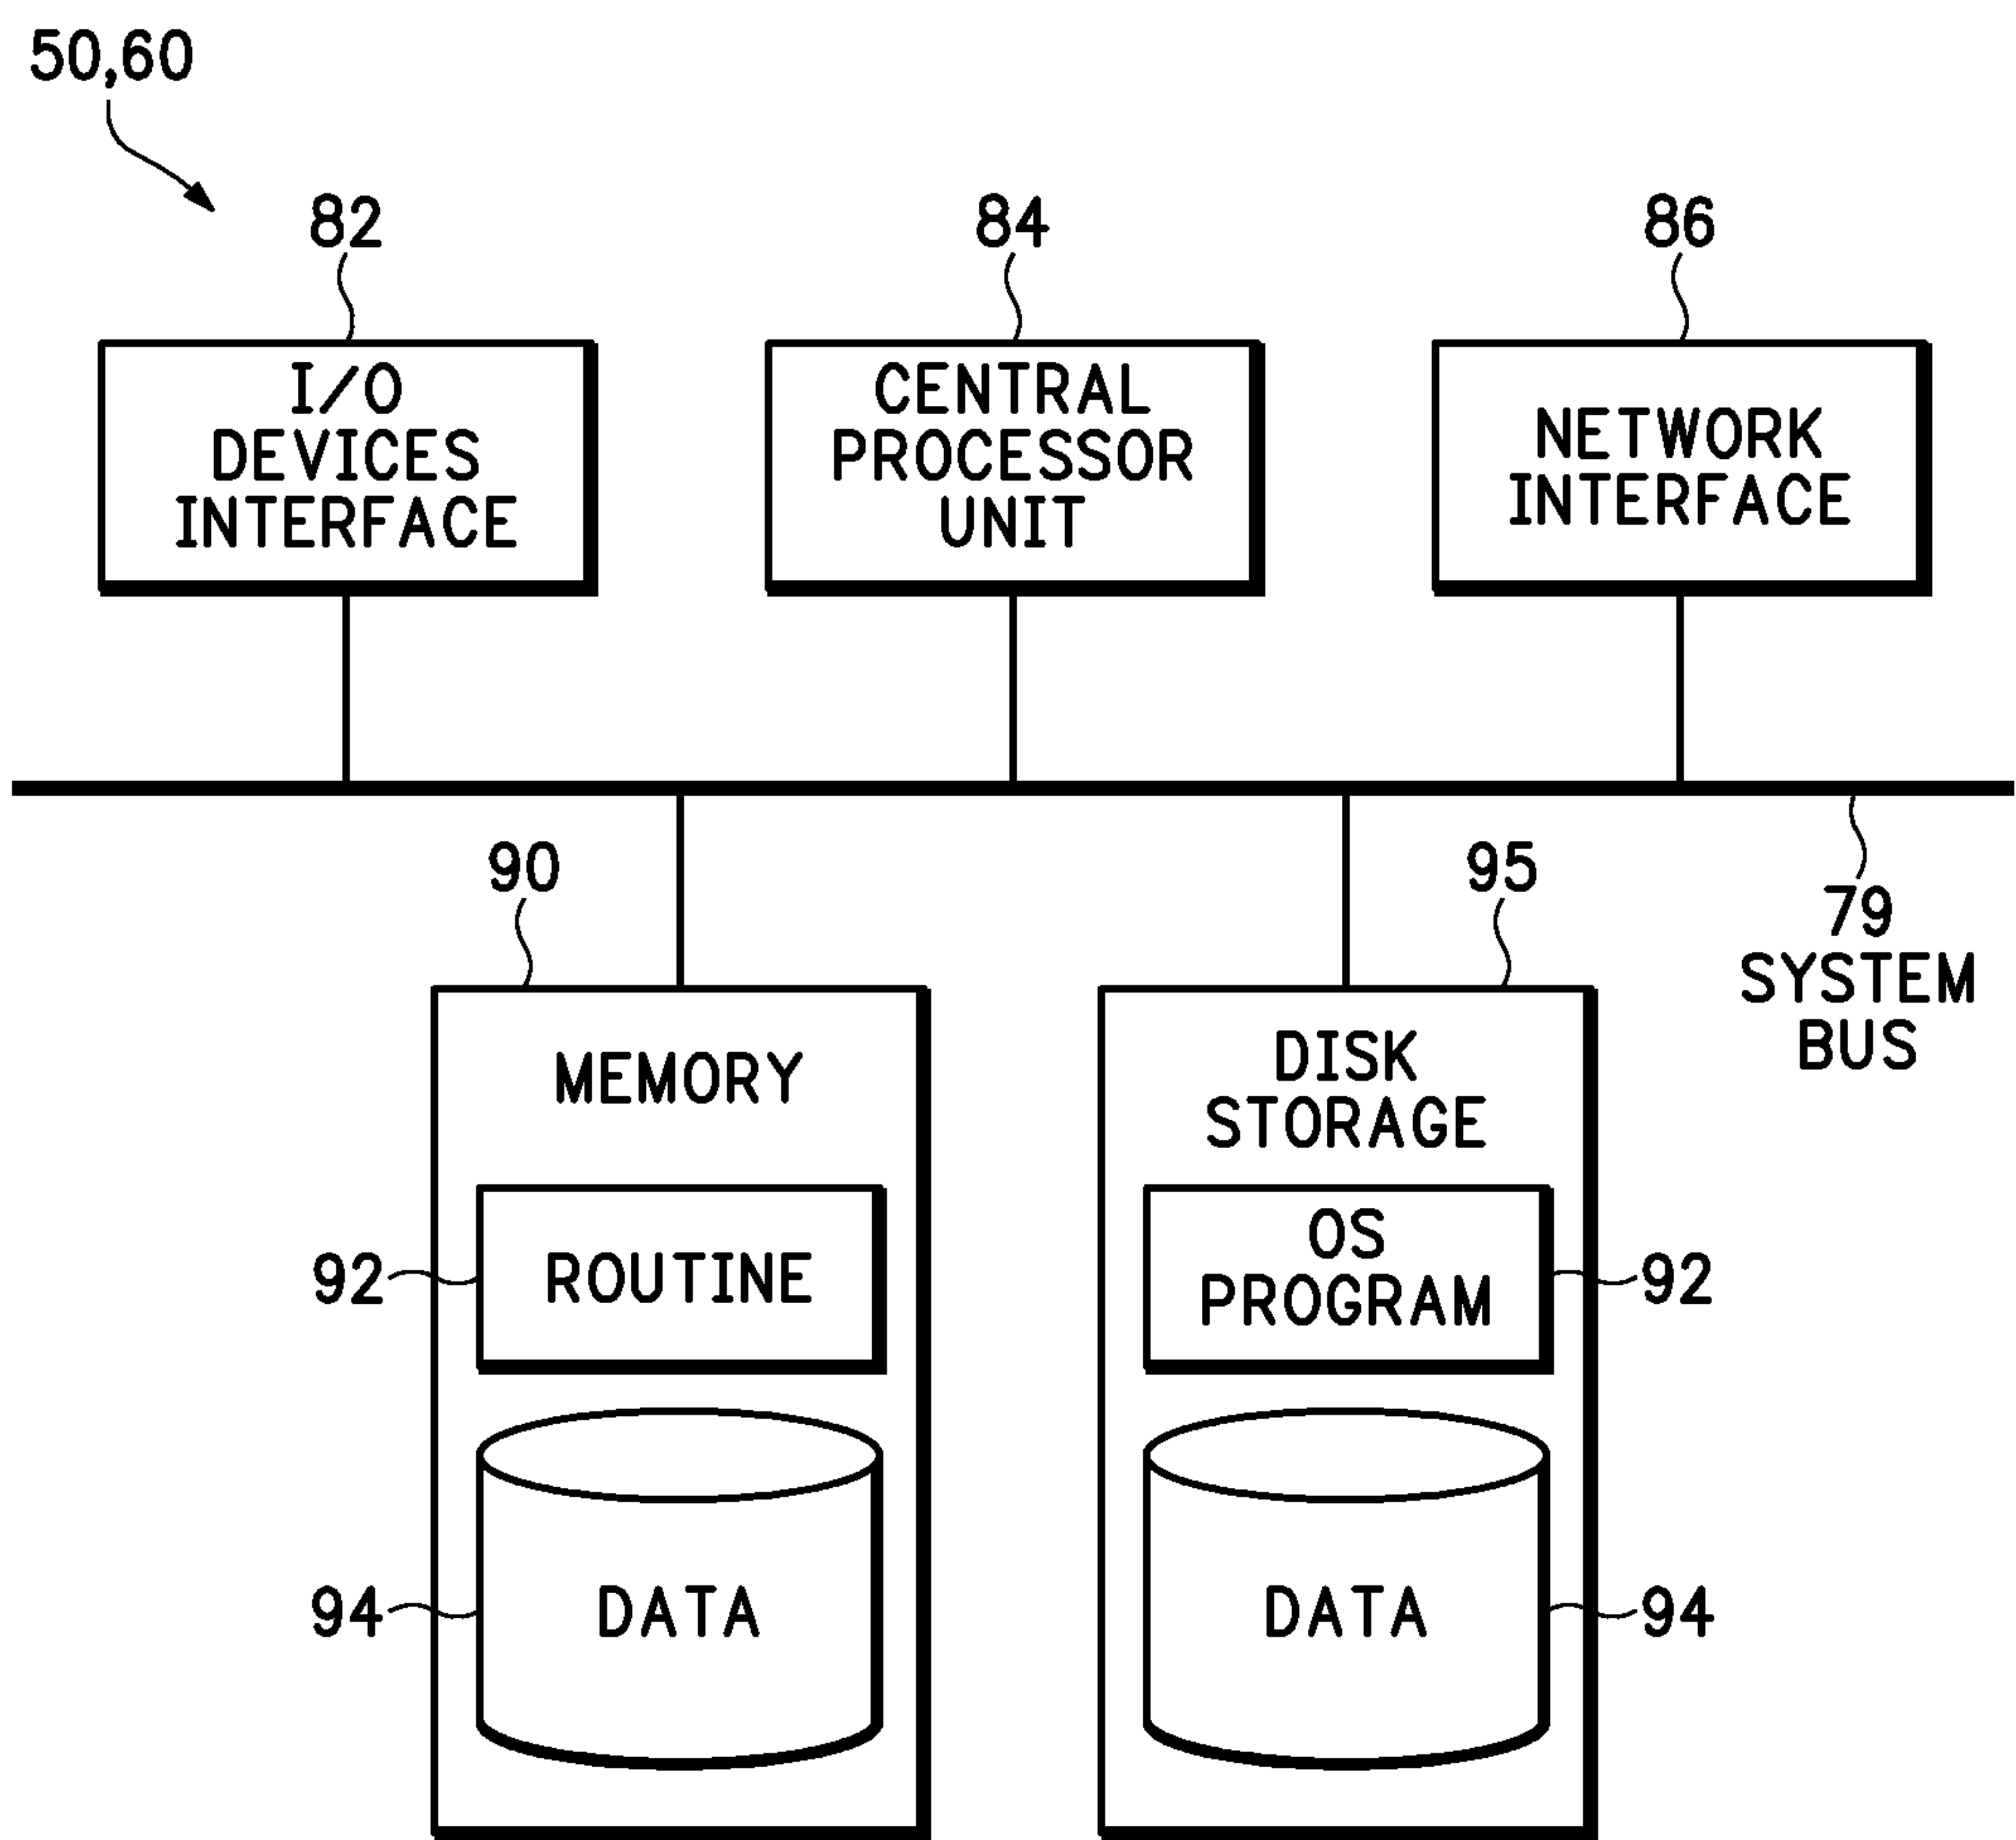 50,60
82
84
86
I/O
DEVICES
INTERFACE
CENTRAL
PROCESSOR
UNIT
NETWORK
INTERFACE
90
95
79
SYSTEM
BUS
MEMORY
DISK
STORAGE
92
ROUTINE
OS
PROGRAM
92
94
DATA
DATA
94